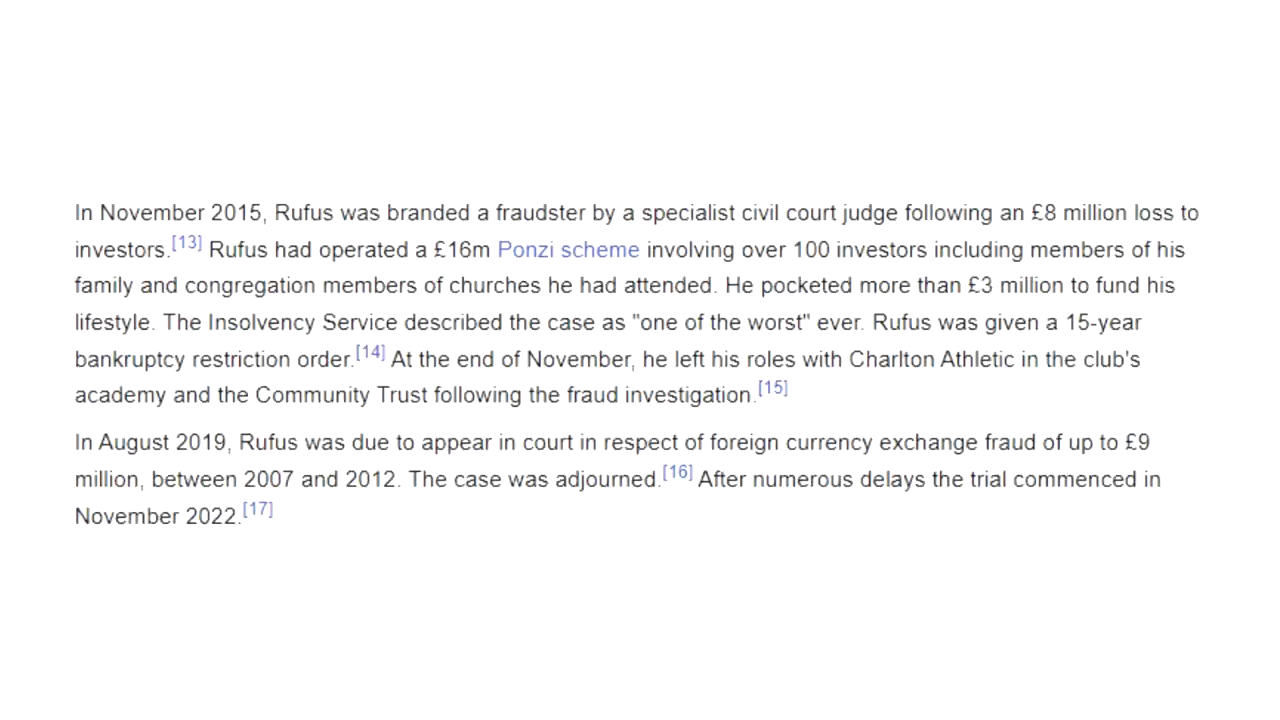 In November 2015, Rufus was branded a fraudster by a specialist civil court judge following an £8 million loss to
investors.[13] Rufus had operated a £16m Ponzi scheme involving over 100 investors including members of his
family and congregation members of churches he had attended. He pocketed more than £3 million to fund his
lifestyle. The Insolvency Service described the case as "one of the worst" ever. Rufus was given a 15-year
bankruptcy restriction order.[14] At the end of November, he left his roles with Charlton Athletic in the club's
academy and the Community Trust following the fraud investigation.[15]
In August 2019, Rufus was due to appear in court in respect of foreign currency exchange fraud of up to £9
million, between 2007 and 2012. The case was adjourned.[16] After numerous delays the trial commenced in
November 2022.[17]